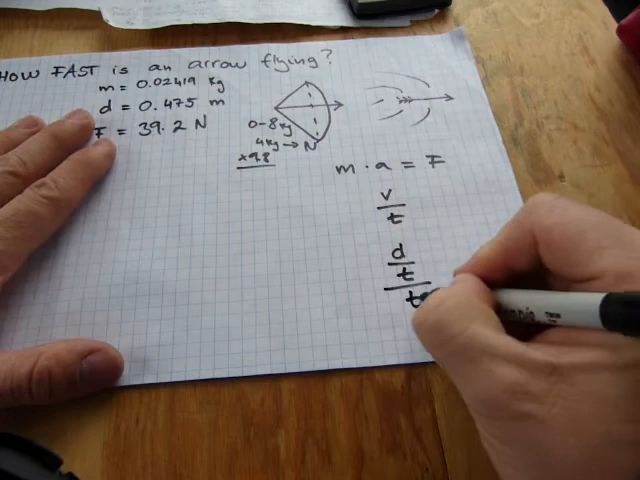 HOW FAST is an arrow flying?
m = 0.02419 kg
d = 0.475 m
F = 39.2 N
0-8kg
4kg → N
x9.8
m · a = F
v
t
d
t
t